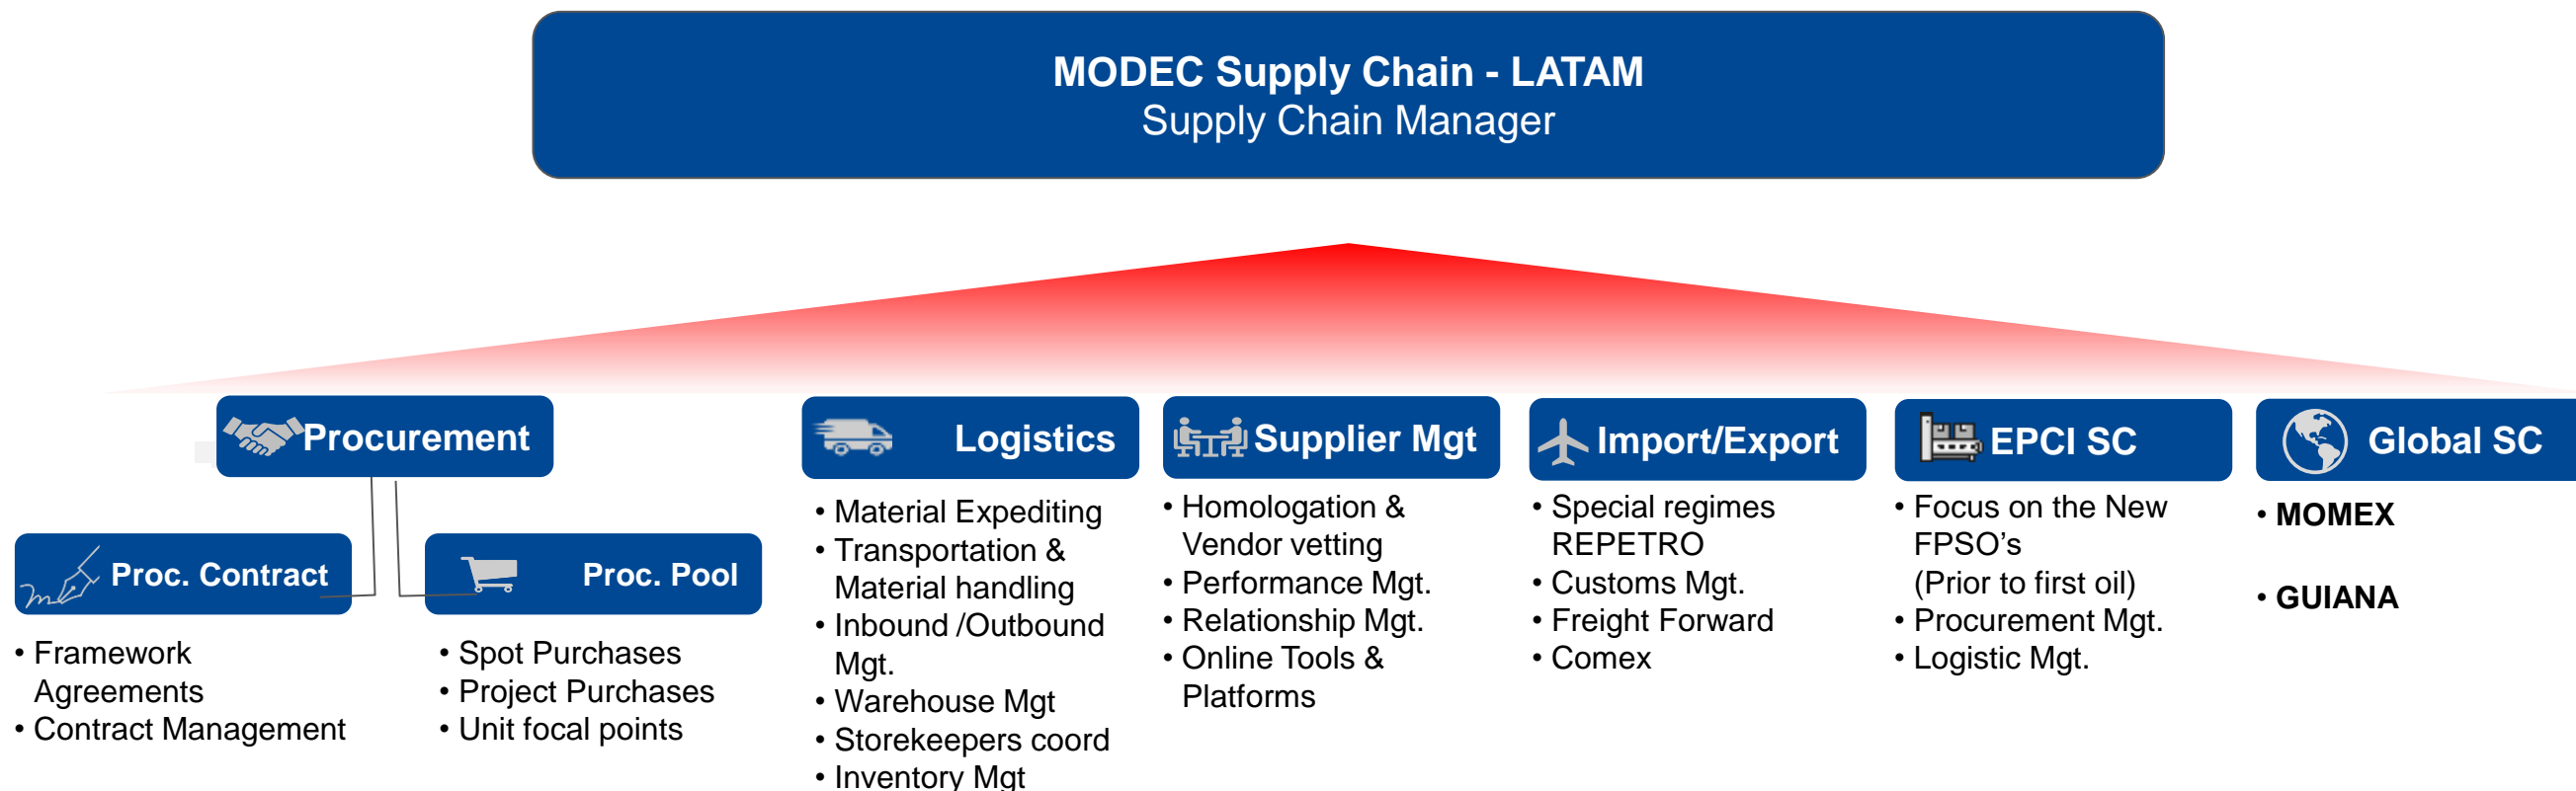 MODEC Supply Chain - LATAM
Supply Chain Manager
Procurement
Proc. Contract
• Framework
Agreements
• Contract Management
Proc. Pool
• Spot Purchases
• Project Purchases
• Unit focal points
Logistics
• Material Expediting
• Transportation &
Material handling
• Inbound /Outbound
Mgt.
• Warehouse Mgt
• Storekeepers coord
• Inventory Mgt
Supplier Mgt
• Homologation &
Vendor vetting
• Performance Mgt.
• Relationship Mgt.
• Online Tools &
Platforms
Import/Export
• Special regimes
REPETRO
• Customs Mgt.
• Freight Forward
• Comex
EPCI SC
• Focus on the New
FPSO’s
(Prior to first oil)
• Procurement Mgt.
• Logistic Mgt.
Global SC
• MOMEX
• GUIANA